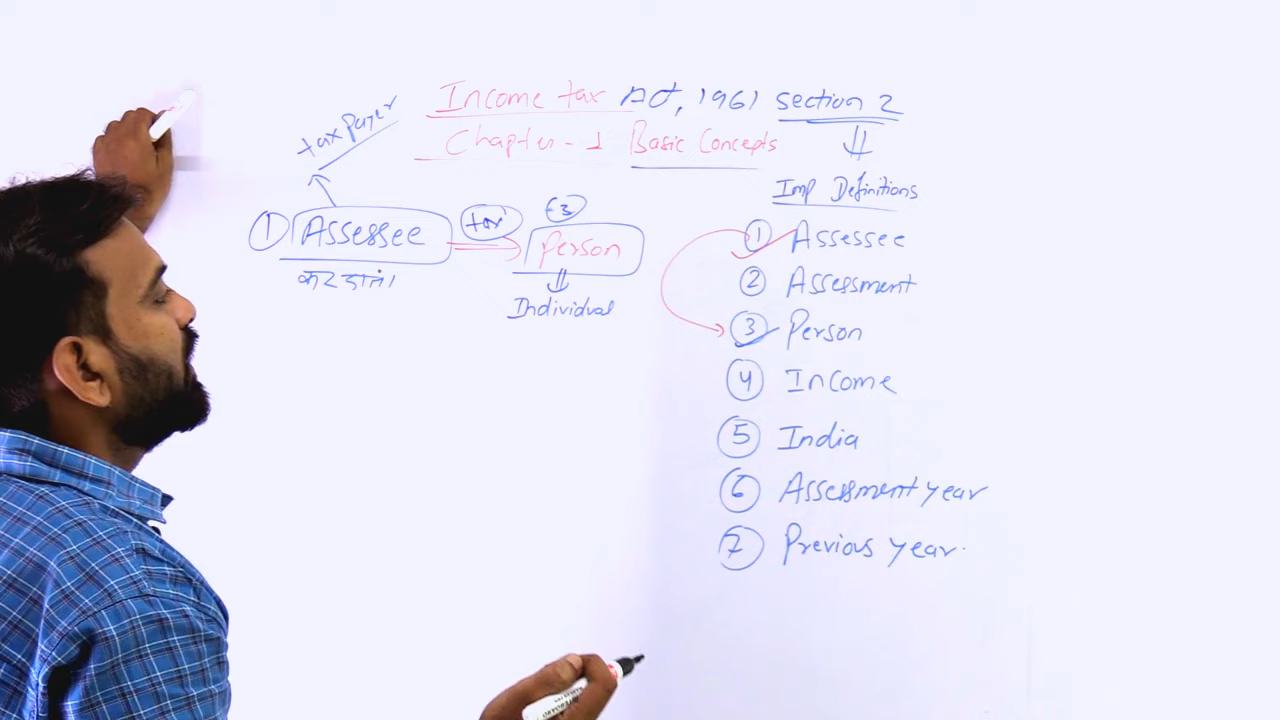 Income tax Act, 1961 section 2
Chapter - 1 Basic Concepts
tax payer
Imp Definitions
① Assessee
tax
③
Person
करदाता
Individual
① Assessee
② Assessment
③ Person
④ Income
⑤ India
⑥ Assessment year
⑦ Previous year